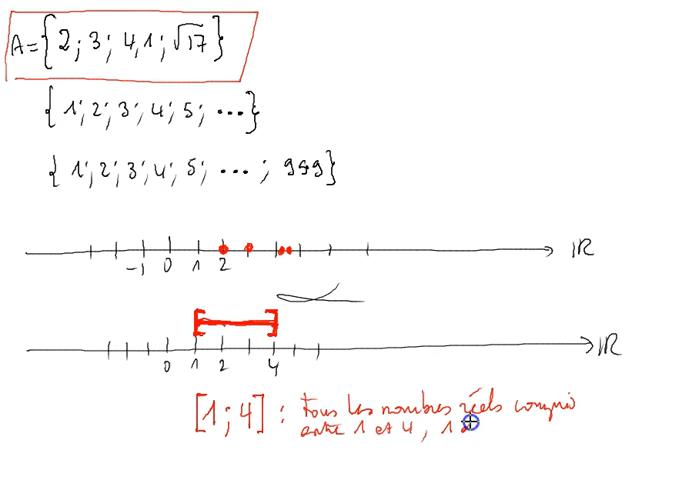 A = { 2 ; 3 ; 4,1 ; √17 }
{ 1 ; 2 ; 3 ; 4 ; 5 ; ... }
{ 1 ; 2 ; 3 ; 4 ; 5 ; ... ; 999 }
-1 0 1 2 ℝ
0 1 2 4 ℝ
[1 ; 4] : tous les nombres réels compris
entre 1 et 4, 1